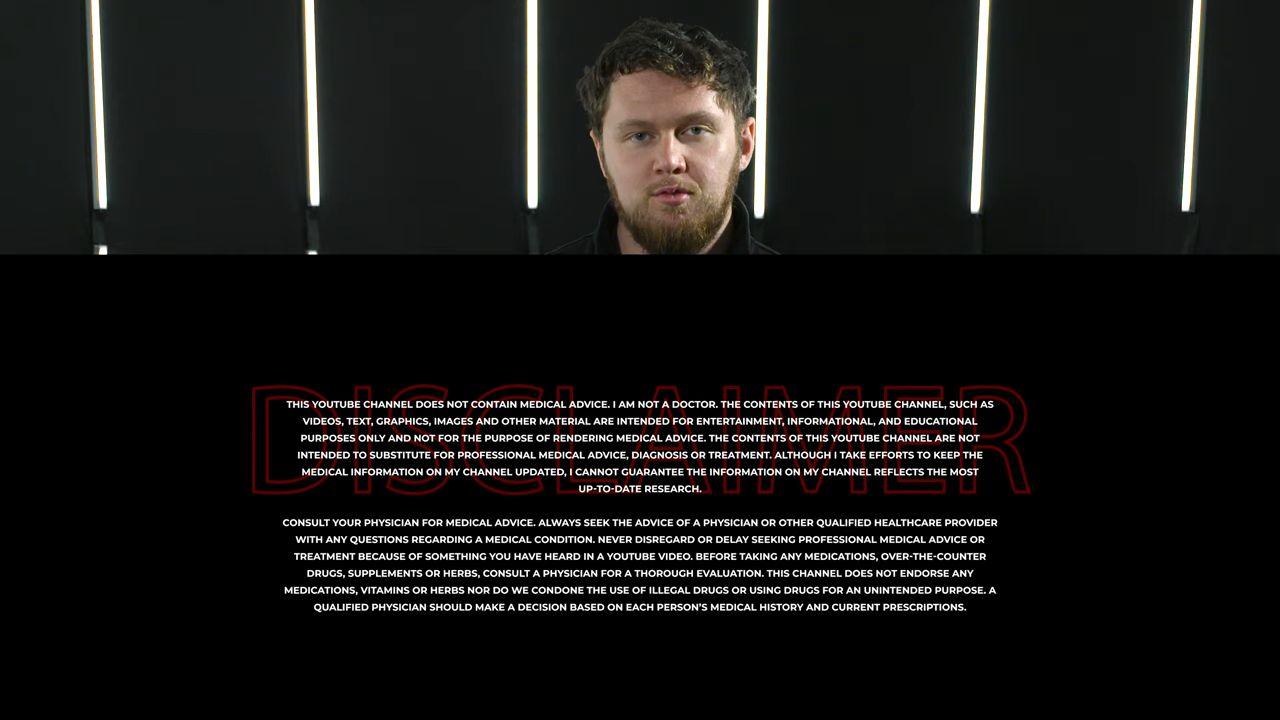 DISCLAIMER
THIS YOUTUBE CHANNEL DOES NOT CONTAIN MEDICAL ADVICE. I AM NOT A DOCTOR. THE CONTENTS OF THIS YOUTUBE CHANNEL, SUCH AS
VIDEOS, TEXT, GRAPHICS, IMAGES AND OTHER MATERIAL ARE INTENDED FOR ENTERTAINMENT, INFORMATIONAL, AND EDUCATIONAL
PURPOSES ONLY AND NOT FOR THE PURPOSE OF RENDERING MEDICAL ADVICE. THE CONTENTS OF THIS YOUTUBE CHANNEL ARE NOT
INTENDED TO SUBSTITUTE FOR PROFESSIONAL MEDICAL ADVICE, DIAGNOSIS OR TREATMENT. ALTHOUGH I TAKE EFFORTS TO KEEP THE
MEDICAL INFORMATION ON MY CHANNEL UPDATED, I CANNOT GUARANTEE THE INFORMATION ON MY CHANNEL REFLECTS THE MOST
UP-TO-DATE RESEARCH.
CONSULT YOUR PHYSICIAN FOR MEDICAL ADVICE. ALWAYS SEEK THE ADVICE OF A PHYSICIAN OR OTHER QUALIFIED HEALTHCARE PROVIDER
WITH ANY QUESTIONS REGARDING A MEDICAL CONDITION. NEVER DISREGARD OR DELAY SEEKING PROFESSIONAL MEDICAL ADVICE OR
TREATMENT BECAUSE OF SOMETHING YOU HAVE HEARD IN A YOUTUBE VIDEO. BEFORE TAKING ANY MEDICATIONS, OVER-THE-COUNTER
DRUGS, SUPPLEMENTS OR HERBS, CONSULT A PHYSICIAN FOR A THOROUGH EVALUATION. THIS CHANNEL DOES NOT ENDORSE ANY
MEDICATIONS, VITAMINS OR HERBS NOR DO WE CONDONE THE USE OF ILLEGAL DRUGS OR USING DRUGS FOR AN UNINTENDED PURPOSE. A
QUALIFIED PHYSICIAN SHOULD MAKE A DECISION BASED ON EACH PERSON'S MEDICAL HISTORY AND CURRENT PRESCRIPTIONS.